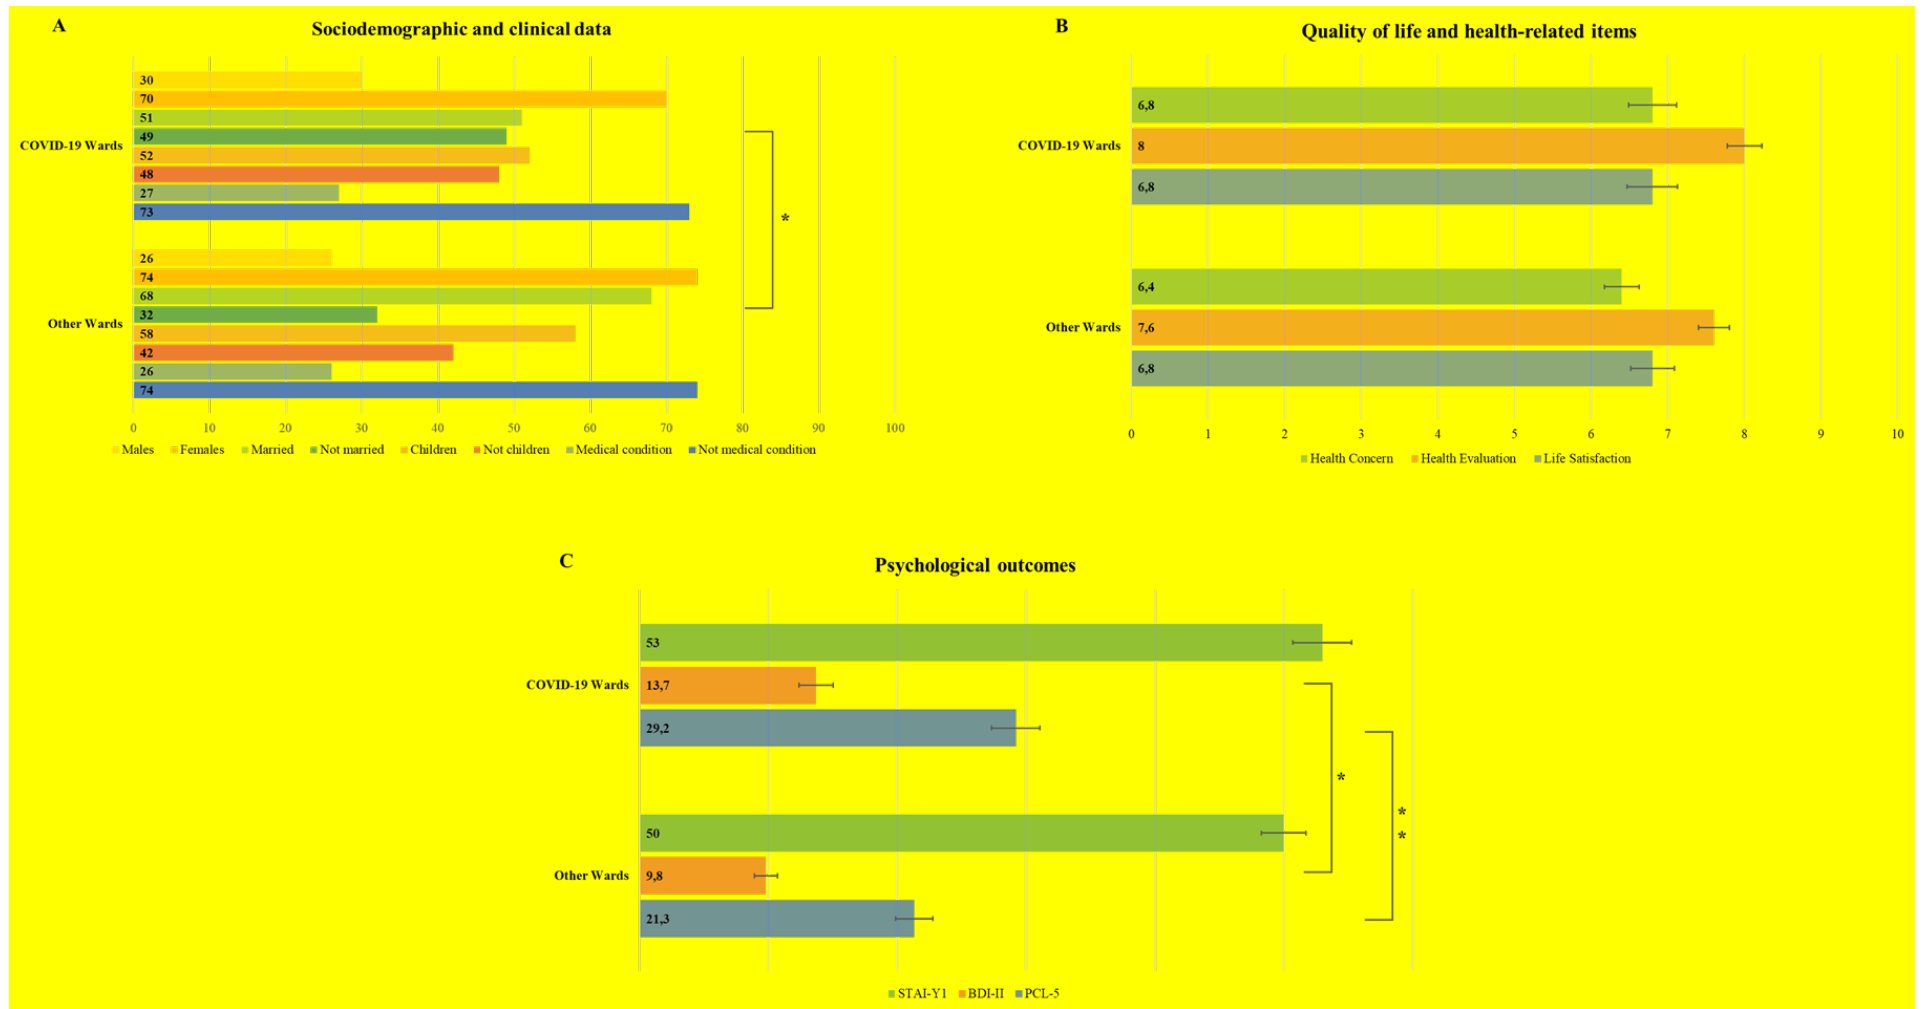 A
Sociodemographic and clinical data
COVID-19 Wards
30
70
51
49
52
48
27
73
*
Other Wards
26
74
68
32
58
42
26
74
0 10 20 30 40 50 60 70 80 90 100
Males Females Married Not married Children Not children Medical condition Not medical condition
B
Quality of life and health-related items
COVID-19 Wards
6,8
8
6,8
Other Wards
6,4
7,6
6,8
0 1 2 3 4 5 6 7 8 9 10
Health Concern Health Evaluation Life Satisfaction
C
Psychological outcomes
COVID-19 Wards
53
13,7
29,2
*
*
*
Other Wards
50
9,8
21,3
STAI-Y1 BDI-II PCL-5